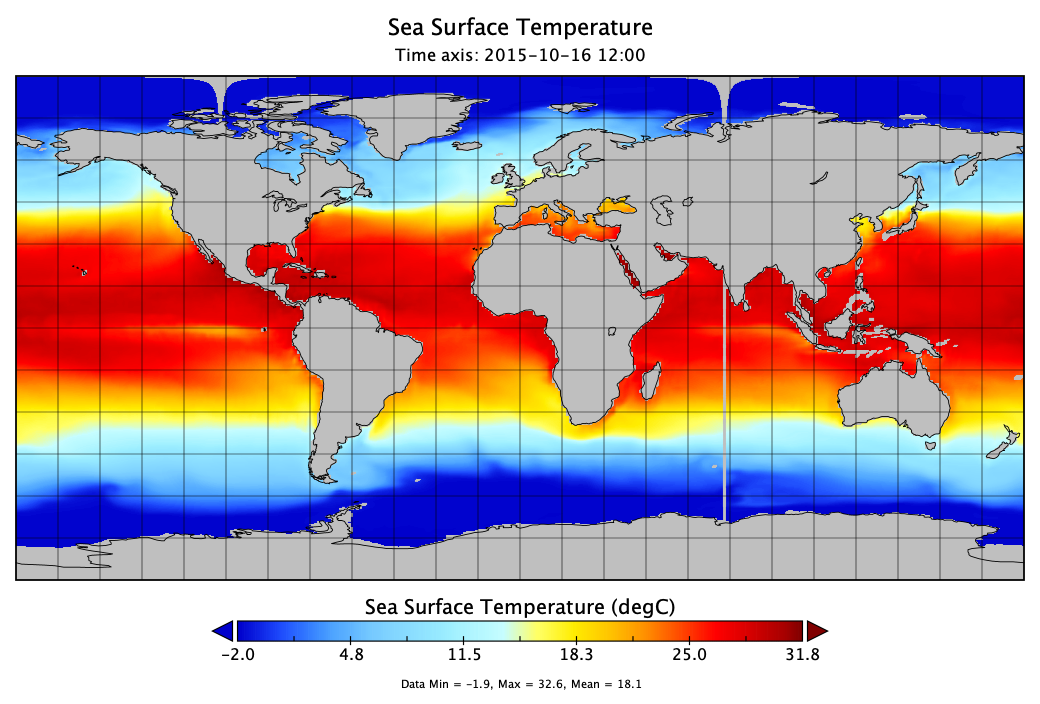 Sea Surface Temperature
Time axis: 2015-10-16 12:00
Sea Surface Temperature (degC)
−2.0 4.8 11.5 18.3 25.0 31.8
Data Min = -1.9, Max = 32.6, Mean = 18.1